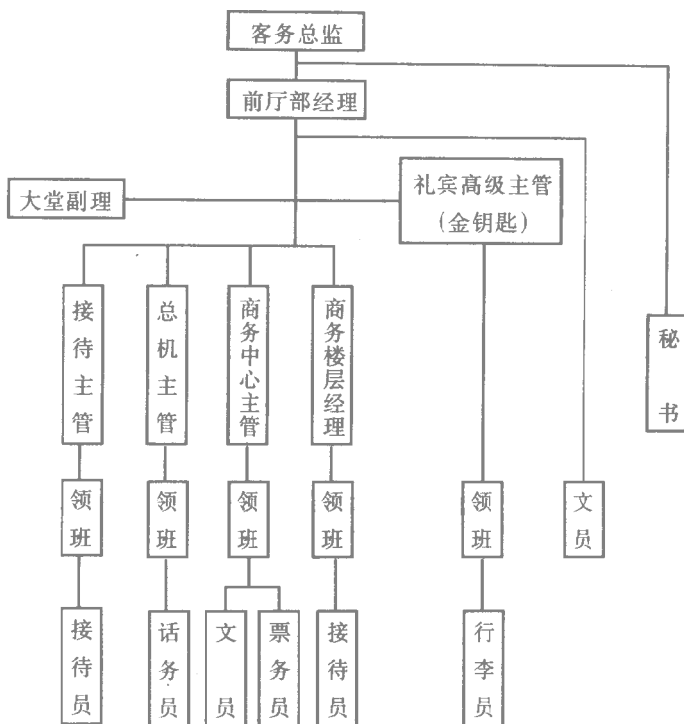 客务总监
前厅部经理
大堂副理
礼宾高级主管
(金钥匙)
接待主管
总机主管
商务中心主管
商务楼层经理
秘书
领班
领班
领班
领班
领班
文员
接待员
话务员
文员
票务员
接待员
行李员